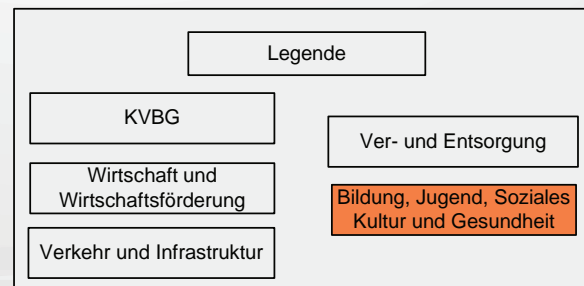 Legende
KVBG
Wirtschaft und
Wirtschaftsförderung
Verkehr und Infrastruktur
Ver- und Entsorgung
Bildung, Jugend, Soziales
Kultur und Gesundheit